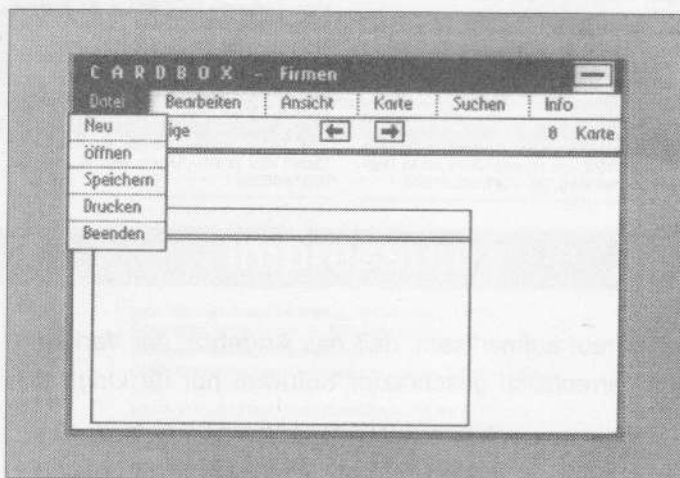 CARDBOX - Firmen
Datei Bearbeiten Ansicht Karte Suchen Info
Neu
ige
8 Karte
öffnen
Speichern
Drucken
Beenden